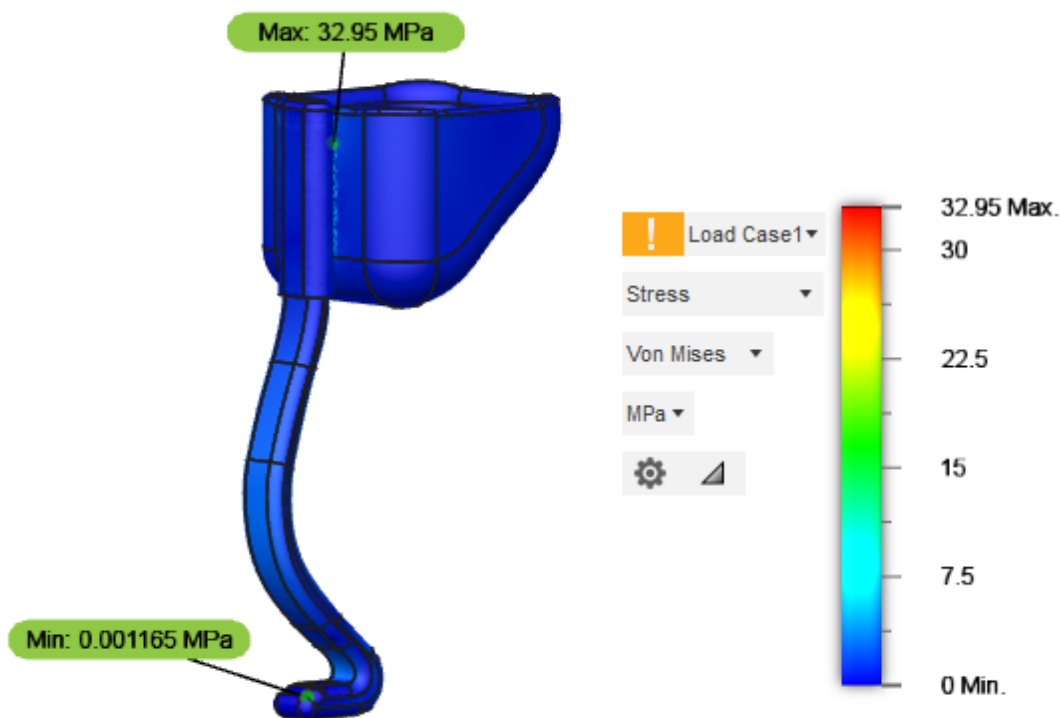 Max: 32.95 MPa
Min: 0.001165 MPa
! Load Case1
Stress
Von Mises
MPa
32.95 Max.
30
22.5
15
7.5
0 Min.